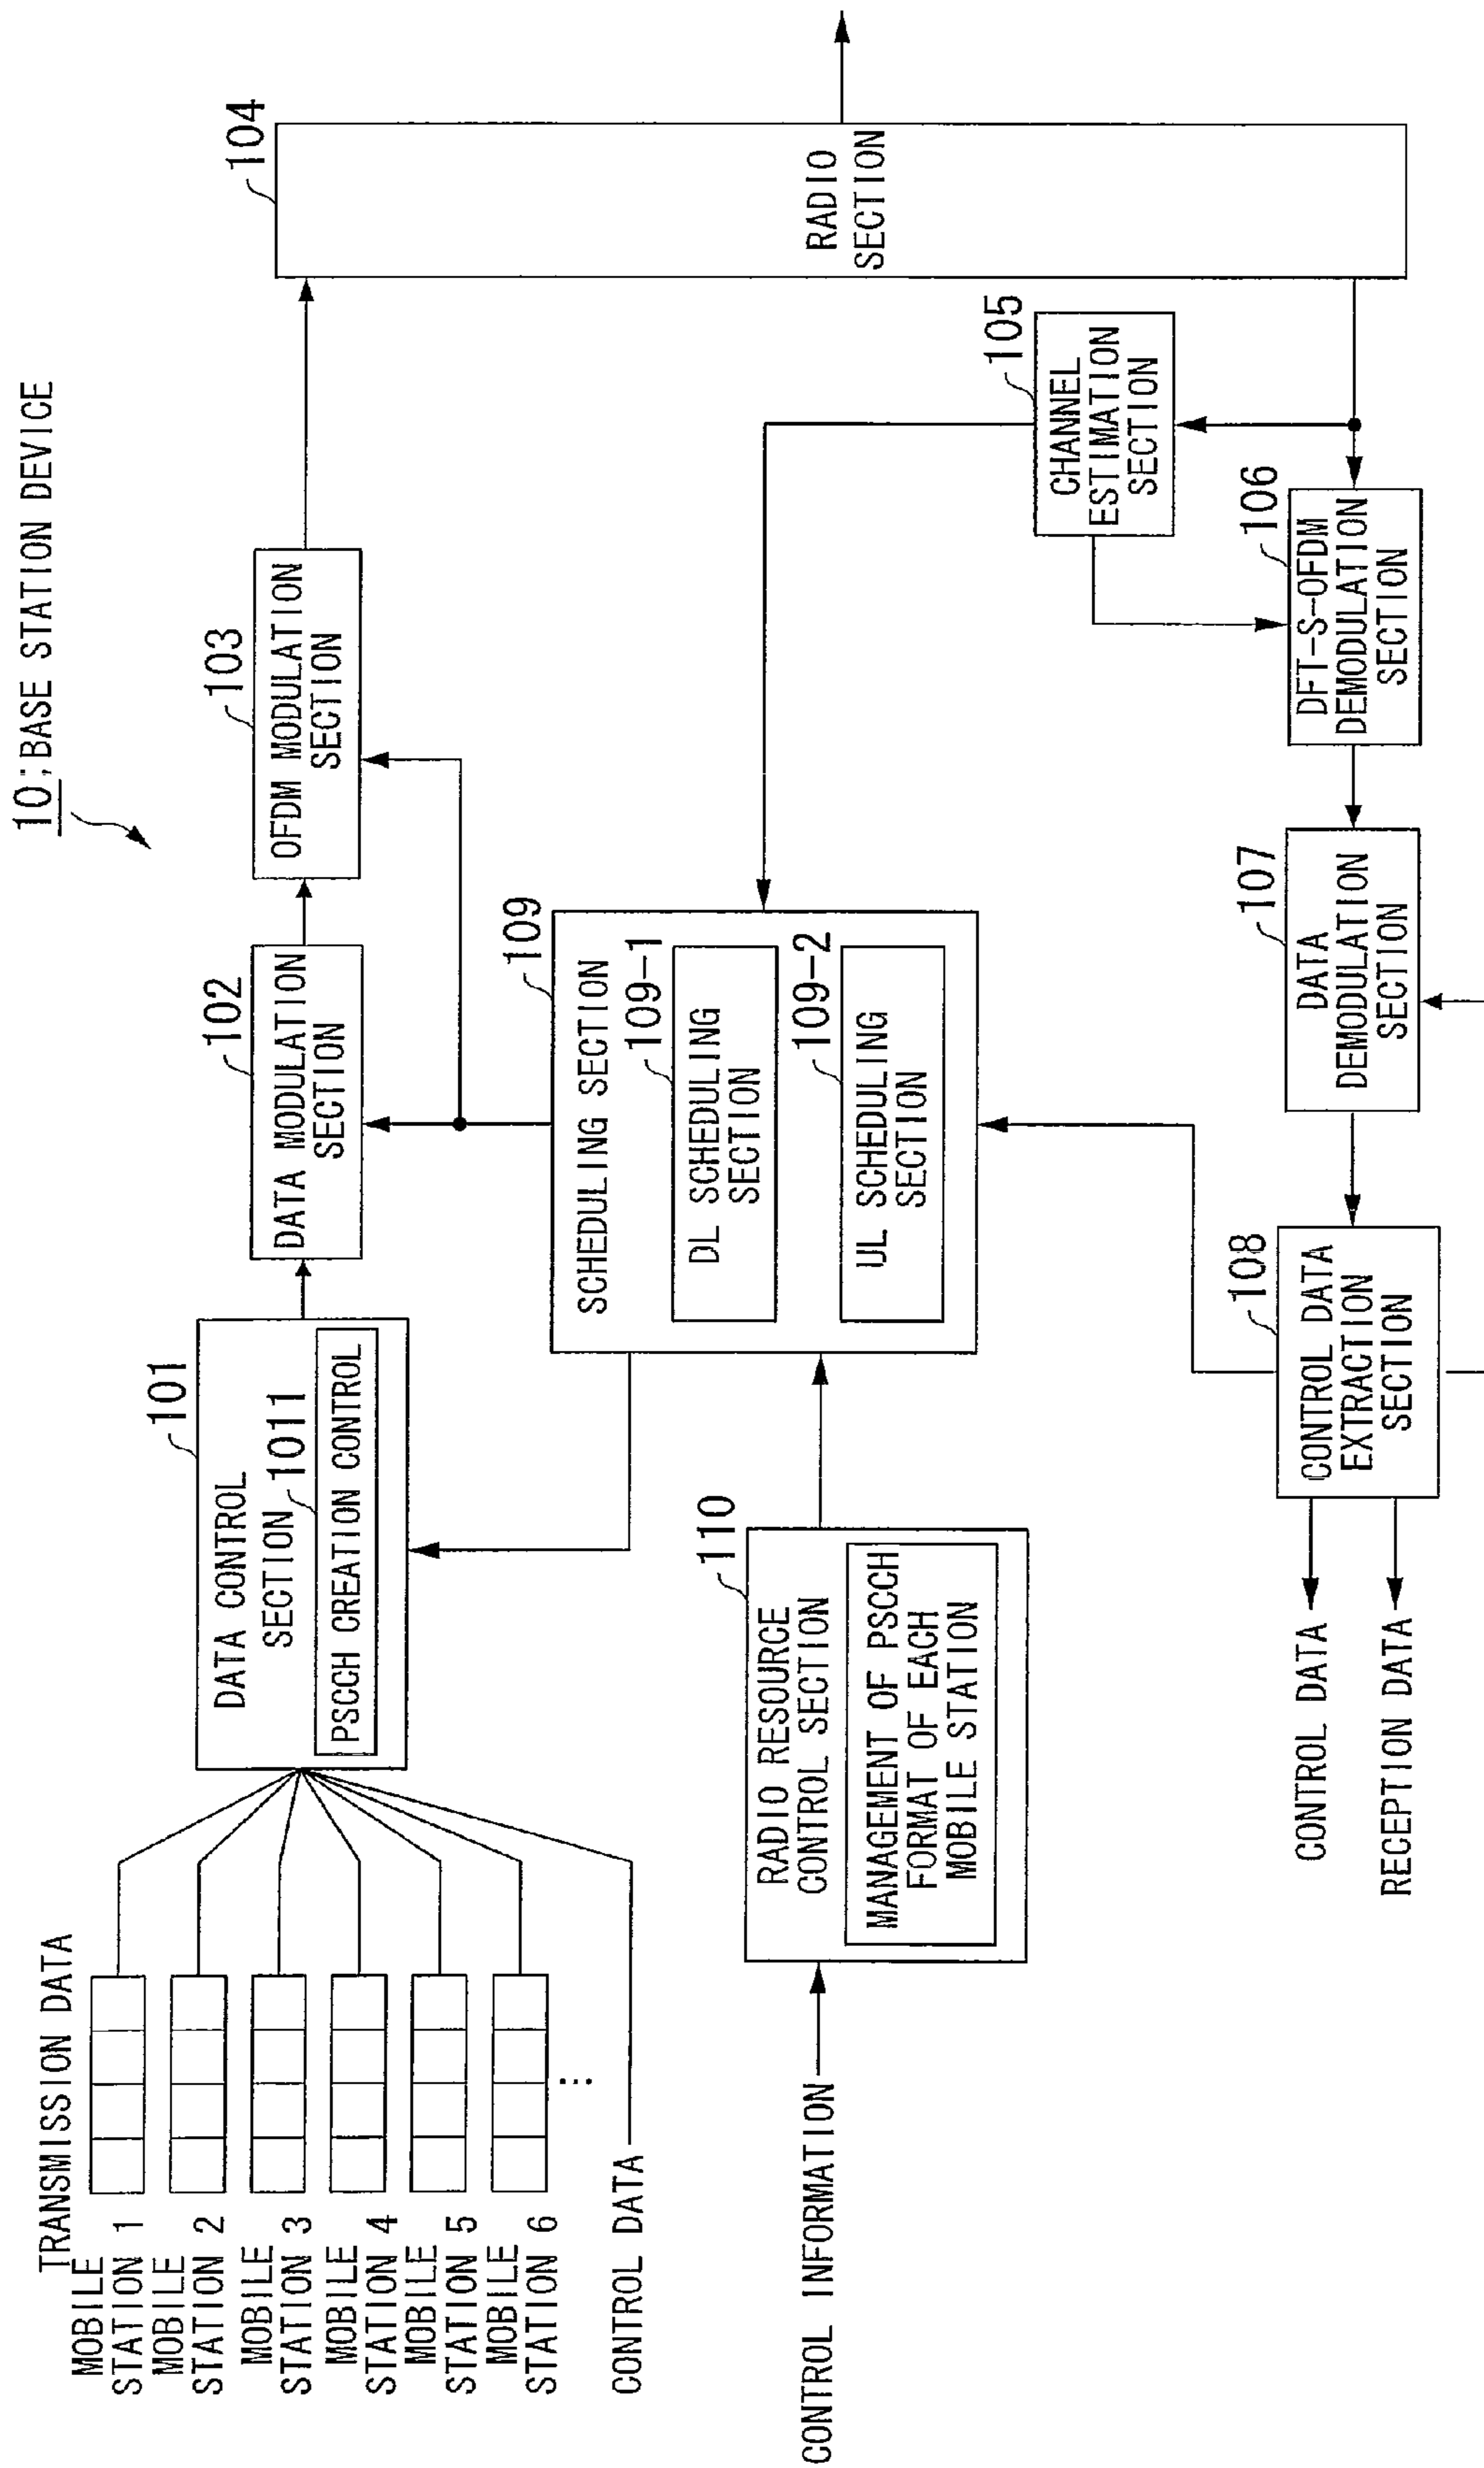 10;BASE STATION DEVICE
TRANSMISSION DATA
MOBILE
STATION 1
MOBILE
STATION 2
MOBILE
STATION 3
MOBILE
STATION 4
MOBILE
STATION 5
MOBILE
STATION 6
...
CONTROL DATA
101
DATA CONTROL
SECTION
1011
PSCCH CREATION CONTROL
102
DATA MODULATION
SECTION
103
OFDM MODULATION
SECTION
104
RADIO
SECTION
109
SCHEDULING SECTION
109-1
DL SCHEDULING
SECTION
109-2
UL SCHEDULING
SECTION
105
CHANNEL
ESTIMATION
SECTION
CONTROL INFORMATION
110
RADIO RESOURCE
CONTROL SECTION
MANAGEMENT OF PSCCH
FORMAT OF EACH
MOBILE STATION
CONTROL DATA
RECEPTION DATA
108
CONTROL DATA
EXTRACTION
SECTION
107
DATA
DEMODULATION
SECTION
106
DFT-S-OFDM
DEMODULATION
SECTION